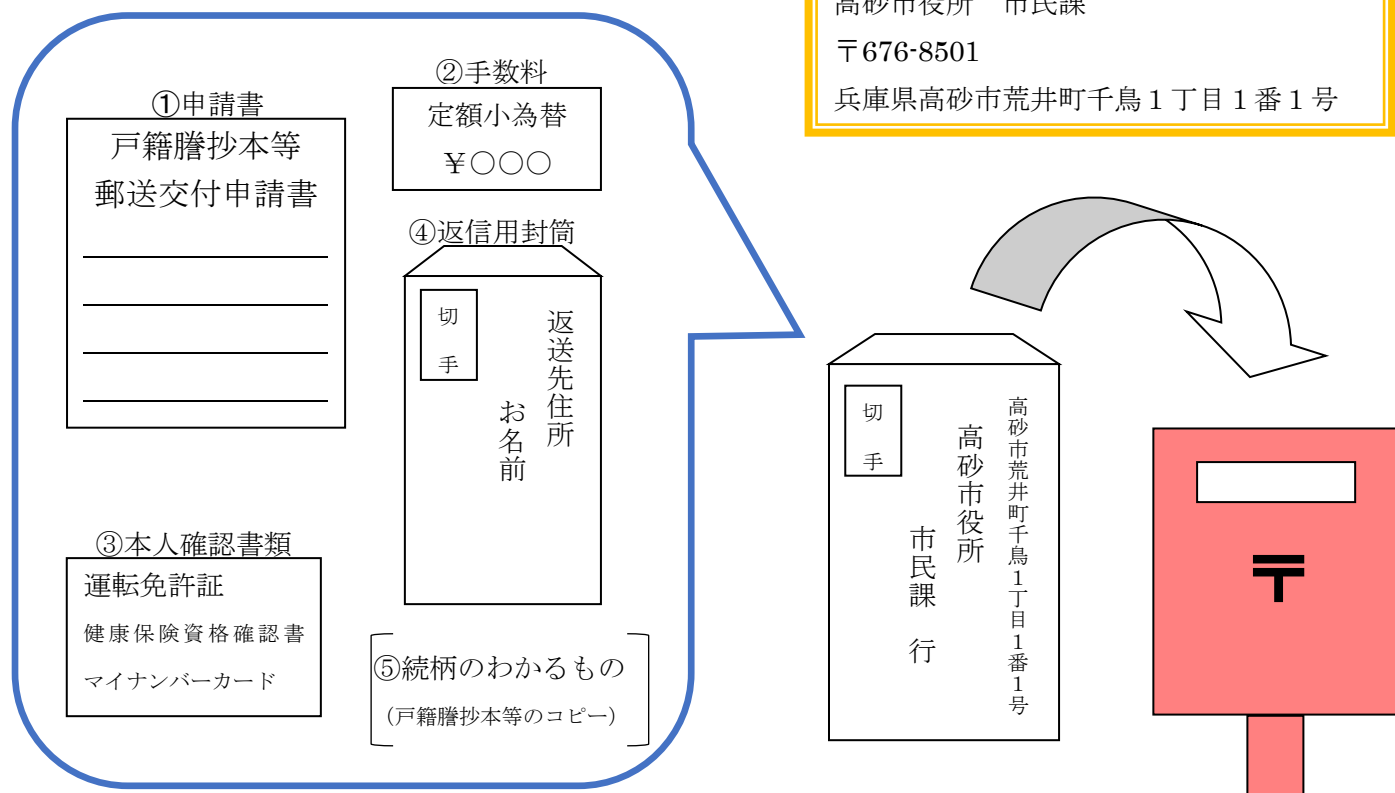 高砂市役所　市民課
〒676-8501
兵庫県高砂市荒井町千鳥１丁目１番１号
①申請書
戸籍謄抄本等
郵送交付申請書
②手数料
定額小為替
￥○○○
③本人確認書類
運転免許証
健康保険資格確認書
マイナンバーカード
④返信用封筒
切手
返送先住所
お名前
⑤続柄のわかるもの
（戸籍謄抄本等のコピー）
切手
高砂市荒井町千鳥１丁目１番１号
高砂市役所
市民課　行
〒